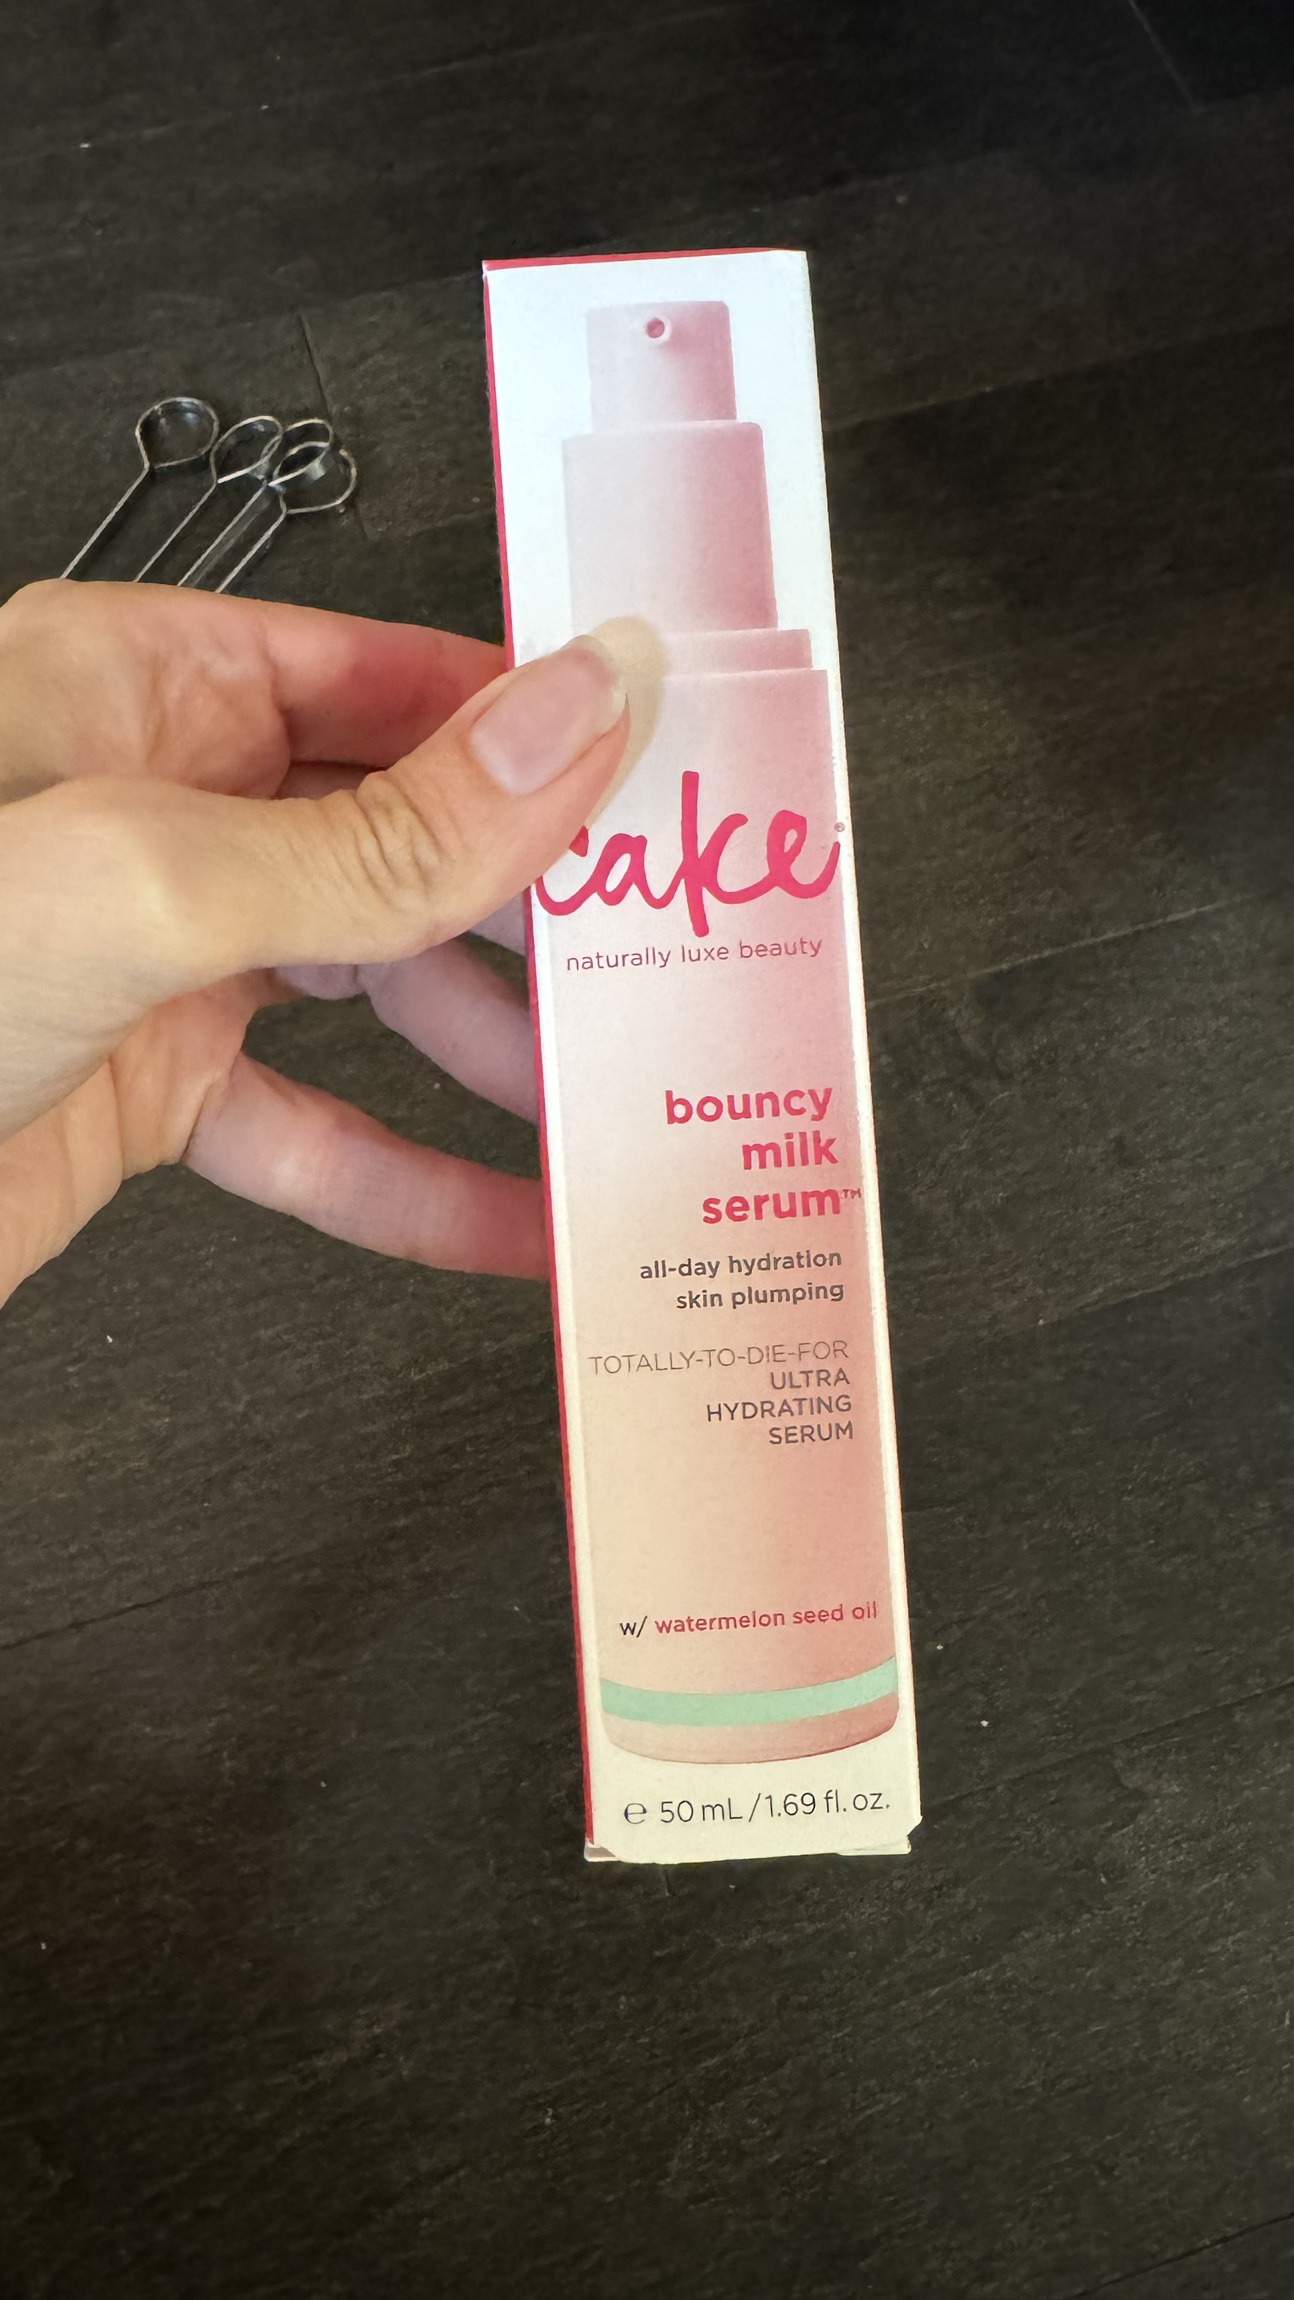 cake
naturally luxe beauty
bouncy
milk
serum™
all-day hydration
skin plumping
TOTALLY-TO-DIE-FOR
ULTRA
HYDRATING
SERUM
w/ watermelon seed oil
℮ 50 mL / 1.69 fl. oz.